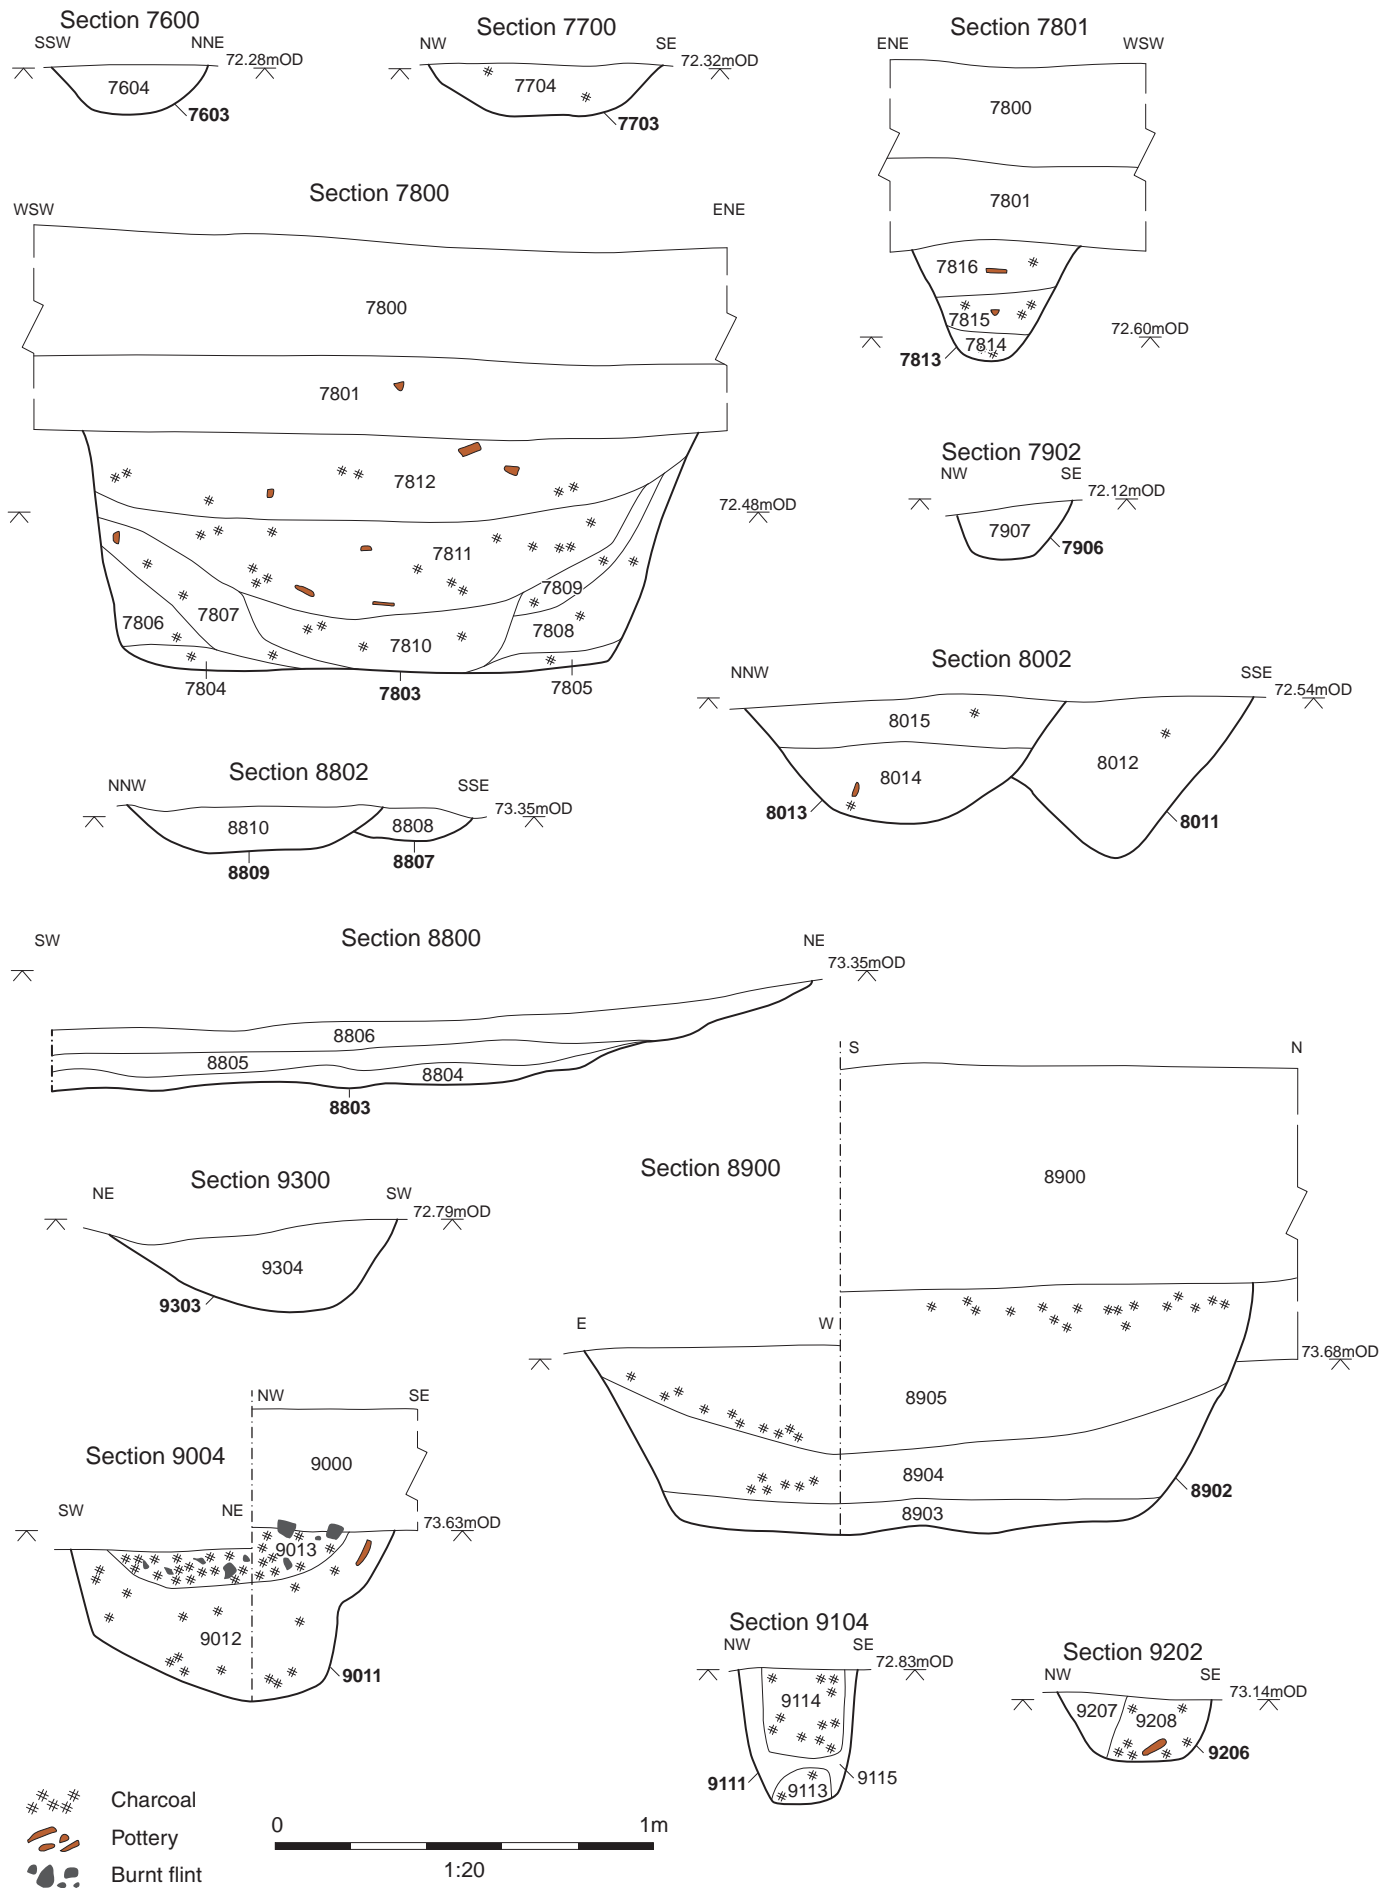 Section 7600
SSW NNE 72.28mOD
7604
7603
Section 7700
NW SE 72.32mOD
7704
7703
Section 7801
ENE WSW
7800
7801
7816
7815
7814
7813
72.60mOD
Section 7800
WSW ENE
7800
7801
7812
72.48mOD
7811
7809
7807
7806
7808
7810
7804
7803
7805
Section 7902
NW SE
72.12mOD
7907
7906
Section 8002
NNW SSE
72.54mOD
8015
8012
8014
8013
8011
Section 8802
NNW SSE
73.35mOD
8810 8808
8809 8807
Section 8800
SW NE
73.35mOD
8806
8805
8804
8803
Section 9300
NE SW
72.79mOD
9304
9303
Section 8900
S N
8900
E W
73.68mOD
8905
8904
8902
8903
Section 9004
NW SE
9000
SW NE
73.63mOD
9013
9012
9011
Section 9104
NW SE
72.83mOD
9114
9111
9115
9113
Section 9202
NW SE
73.14mOD
9207 9208
9206
Charcoal
Pottery
Burnt flint
0 1m
1:20